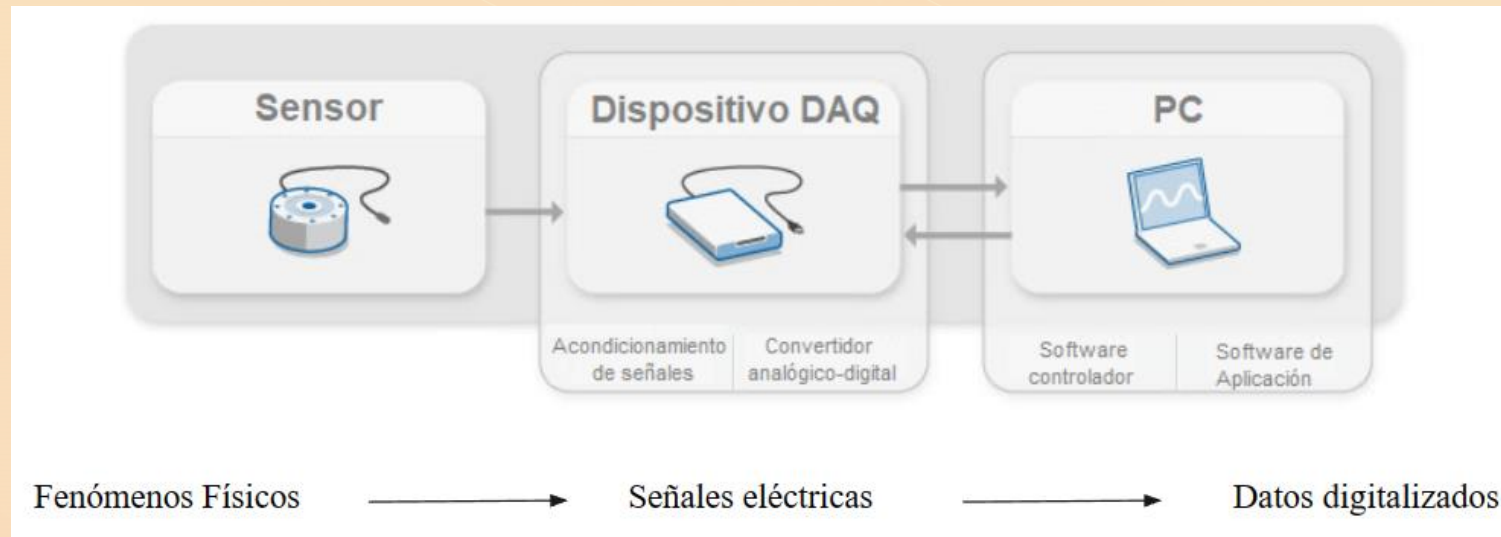 Sensor
Dispositivo DAQ
PC
Acondicionamiento
de señales
Convertidor
analógico-digital
Software
controlador
Software de
Aplicación
Fenómenos Físicos
Señales eléctricas
Datos digitalizados